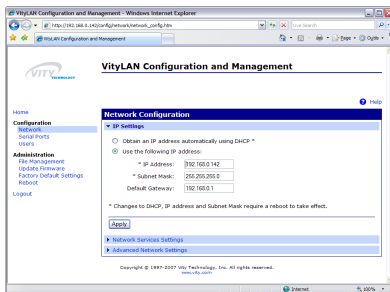 VityLAN Configuration and Management - Windows Internet Explorer
http://192.168.0.142/config/network/network_config.htm
Live Search
VityLAN Configuration and Management
Page
VITY TECHNOLOGY
VityLAN Configuration and Management
Help
Home
Configuration
Network
Serial Ports
Users
Administration
File Management
Update Firmware
Factory Default Settings
Reboot
Logout
Network Configuration
IP Settings
Obtain an IP address automatically using DHCP *
Use the following IP address:
* IP Address: 192.168.0.142
* Subnet Mask: 255.255.255.0
Default Gateway: 192.168.0.1
* Changes to DHCP, IP address and Subnet Mask require a reboot to take effect.
Apply
Network Services Settings
Advanced Network Settings
Copyright © 1997-2007 Vity Technology, Inc. All rights reserved.
www.vity.com
Internet
100%